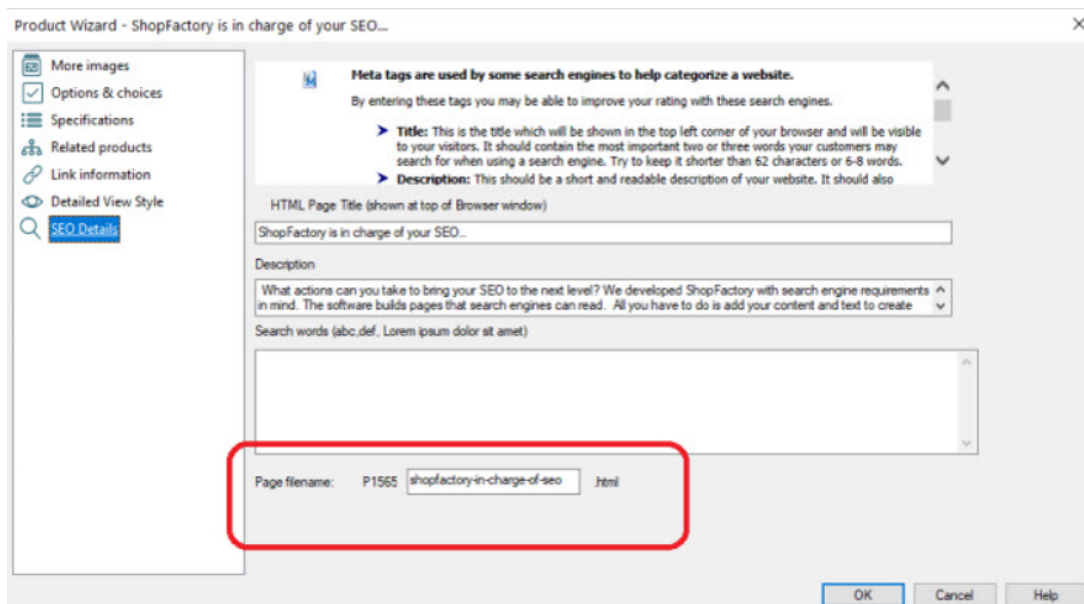 Product Wizard - ShopFactory is in charge of your SEO...
More images
Options & choices
Specifications
Related products
Link information
Detailed View Style
SEO Details
Meta tags are used by some search engines to help categorize a website.
By entering these tags you may be able to improve your rating with these search engines.
Title: This is the title which will be shown in the top left corner of your browser and will be visible
to your visitors. It should contain the most important two or three words your customers may
search for when using a search engine. Try to keep it shorter than 62 characters or 6-8 words.
Description: This should be a short and readable description of your website. It should also
HTML Page Title (shown at top of Browser window)
ShopFactory is in charge of your SEO...
Description
What actions can you take to bring your SEO to the next level? We developed ShopFactory with search engine requirements
in mind. The software builds pages that search engines can read. All you have to do is add your content and text to create
Search words (abc,def, Lorem ipsum dolor sit amet)
Page filename: P1565 shopfactory-in-charge-of-seo .html
OK Cancel Help